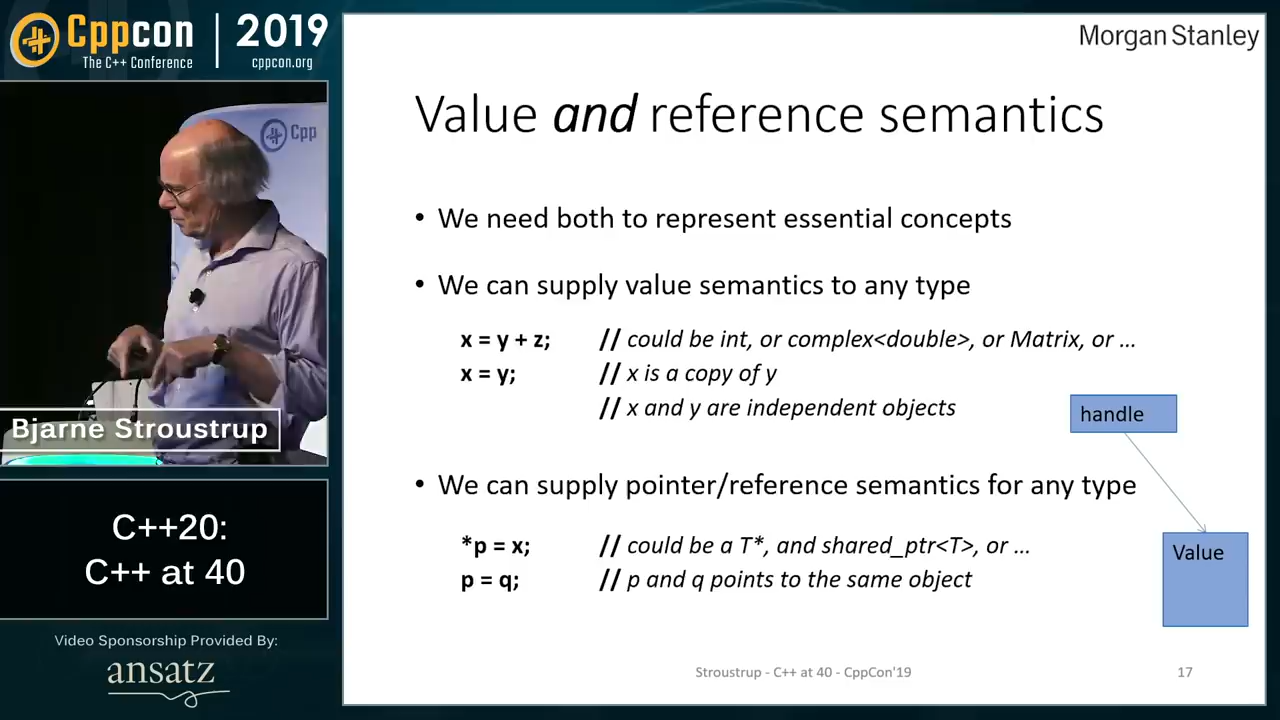 Cppcon
The C++ Conference
2019
cppcon.org
Cpp
Bjarne Stroustrup
C++20:
C++ at 40
Video Sponsorship Provided By:
ansatz
Morgan Stanley
Value and reference semantics
• We need both to represent essential concepts
• We can supply value semantics to any type
x = y + z; // could be int, or complex<double>, or Matrix, or …
x = y; // x is a copy of y
// x and y are independent objects
handle
• We can supply pointer/reference semantics for any type
*p = x; // could be a T*, and shared_ptr<T>, or …
Value
p = q; // p and q points to the same object
Stroustrup - C++ at 40 - CppCon'19
17